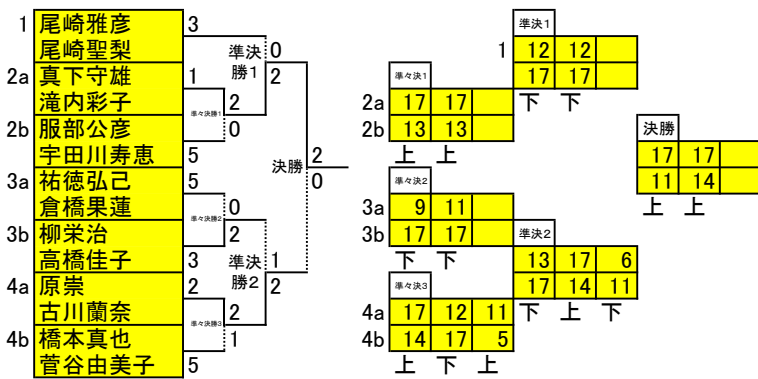 1 尾崎雅彦 3
尾崎聖梨
2a 真下守雄 1
滝内彩子
2b 服部公彦
宇田川寿恵 5
3a 祐徳弘己 5
倉橋果蓮
3b 柳栄治
高橋佳子 3
4a 原崇 2
古川蘭奈
4b 橋本真也
菅谷由美子 5
準決勝1 0
2
準々決勝1 2
0
準々決勝2 0
2
準決勝2 1
2
準々決勝3 2
1
決勝 2
0
準々決1
2a 17 17
2b 13 13
上 上
準々決2
3a 9 11
3b 17 17
下 下
準々決3
4a 17 12 11
4b 14 17 5
上 下 上
準決1
1 12 12
17 17
下 下
準決2
13 17 6
17 14 11
下 上 下
決勝
17 17
11 14
上 上